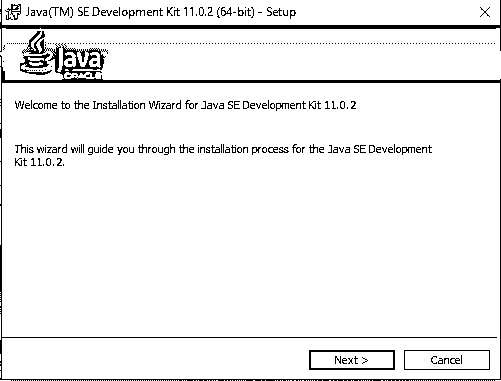 Java(TM) SE Development Kit 11.0.2 (64-bit) - Setup
Java
ORACLE
Welcome to the Installation Wizard for Java SE Development Kit 11.0.2
This wizard will guide you through the installation process for the Java SE Development
Kit 11.0.2.
Next > Cancel